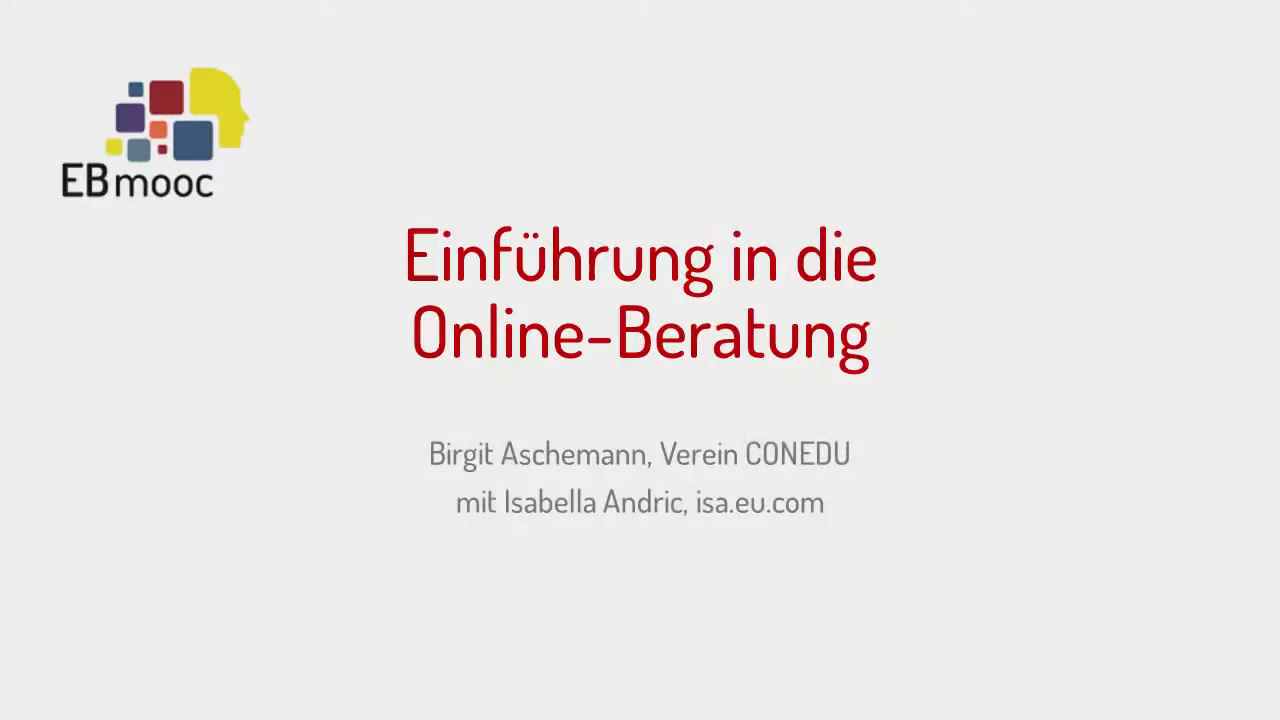 EBmooc
Einführung in die
Online-Beratung
Birgit Aschemann, Verein CONEDU
mit Isabella Andric, isa.eu.com